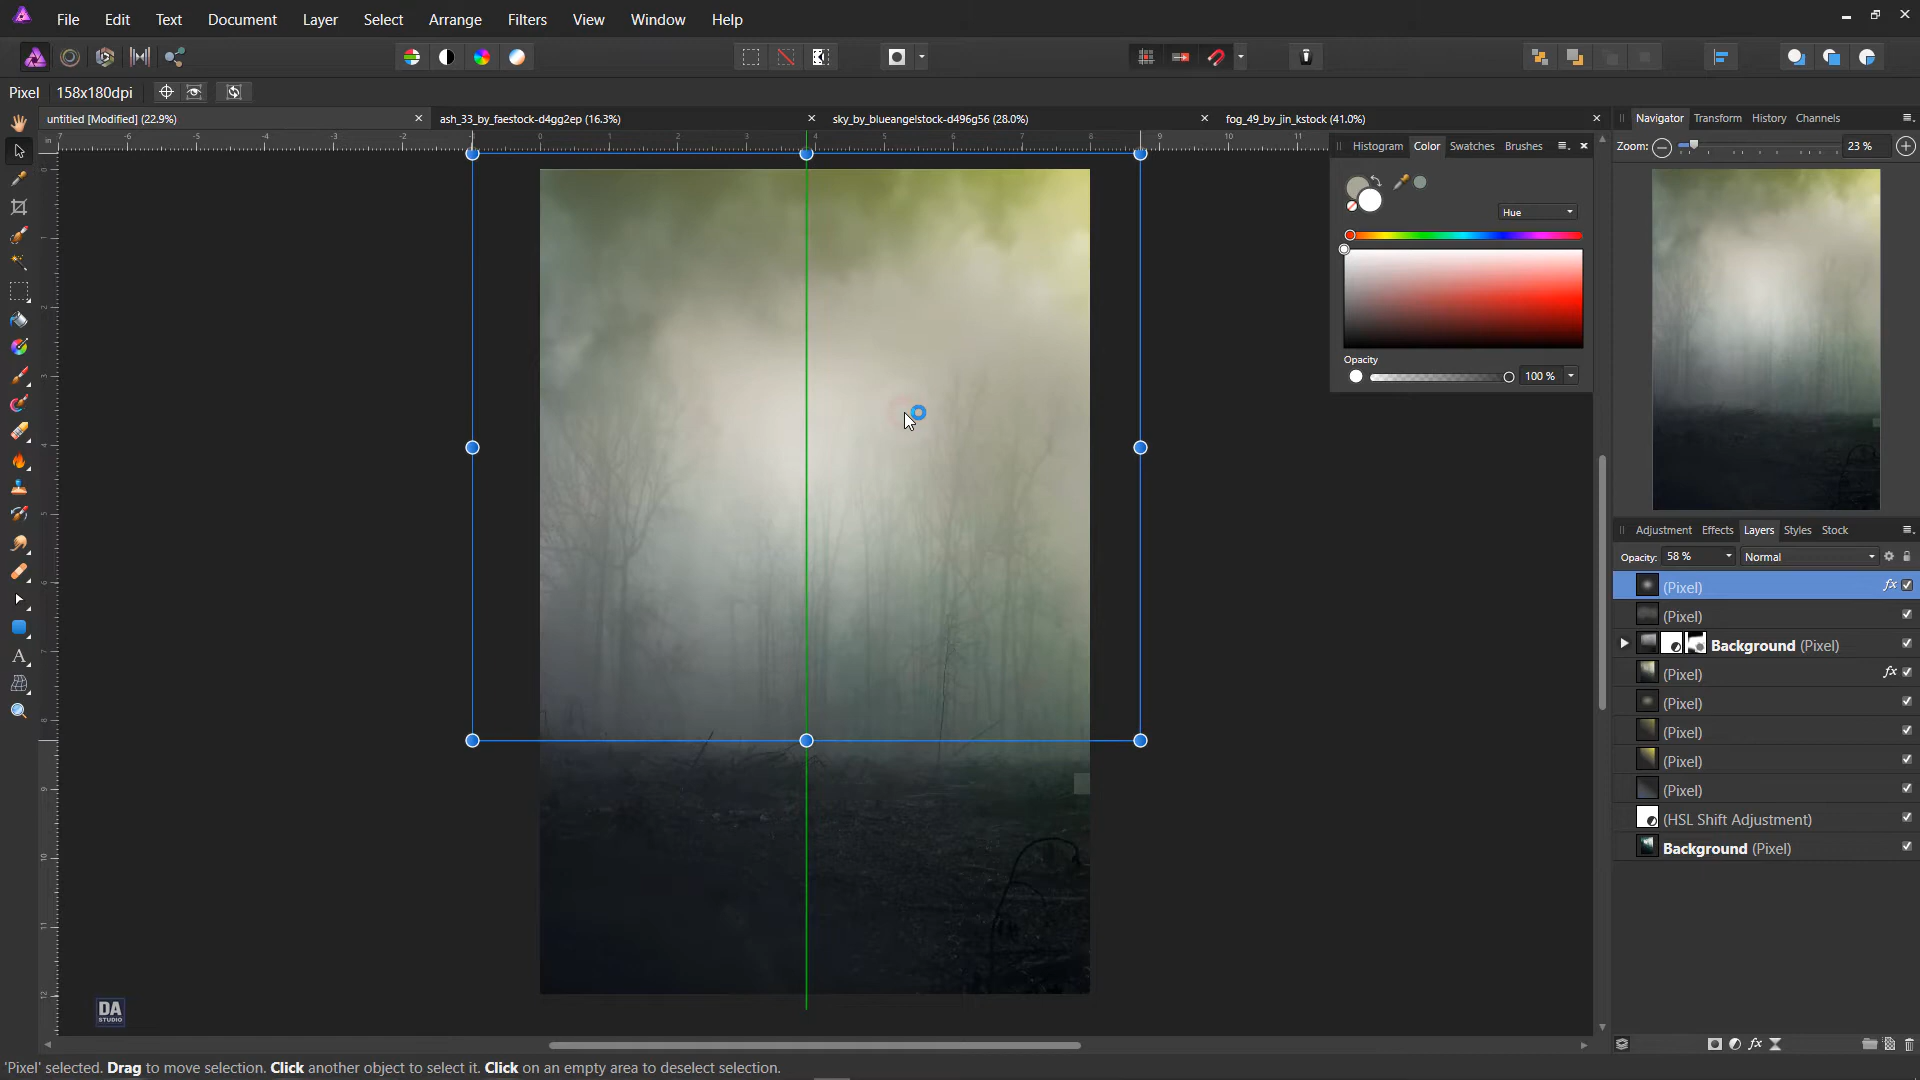 File Edit Text Document Layer Select Arrange Filters View Window Help
Pixel 158x180dpi
untitled [Modified] (22.9%) ash_33_by_faestock-d4gg2ep (16.3%) sky_by_blueangelstock-d496g56 (28.0%) fog_49_by_jin_kstock (41.0%)
Navigator Transform History Channels
Zoom: 23 %
Histogram Color Swatches Brushes
Hue
Opacity
100 %
Adjustment Effects Layers Styles Stock
Opacity: 58 % Normal
(Pixel) fx
(Pixel)
Background (Pixel)
(Pixel) fx
(Pixel)
(Pixel)
(Pixel)
(Pixel)
(HSL Shift Adjustment)
Background (Pixel)
DA
STUDIO
'Pixel' selected. Drag to move selection. Click another object to select it. Click on an empty area to deselect selection.